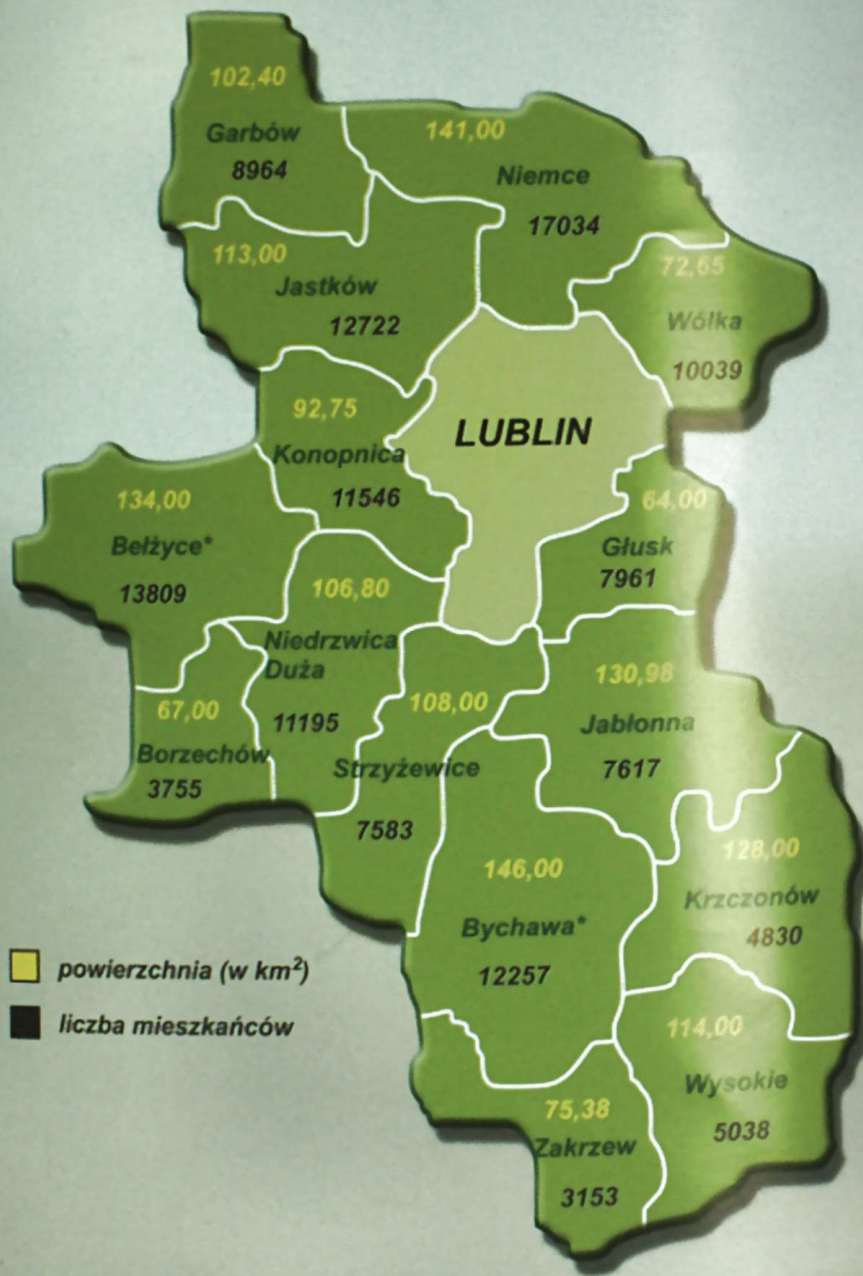 102,40
Garbów
8964
141,00
Niemce
17034
113,00
Jastków
12722
72,65
Wólka
10039
92,75
Konopnica
11546
LUBLIN
134,00
Bełżyce*
13809
64,00
Głusk
7961
106,80
Niedrzwica
Duża
11195
67,00
Borzechów
3755
108,00
Strzyżewice
7583
130,98
Jabłonna
7617
146,00
Bychawa*
12257
128,00
Krzczonów
4830
114,00
Wysokie
5038
75,38
Zakrzew
3153
powierzchnia (w km²)
liczba mieszkańców